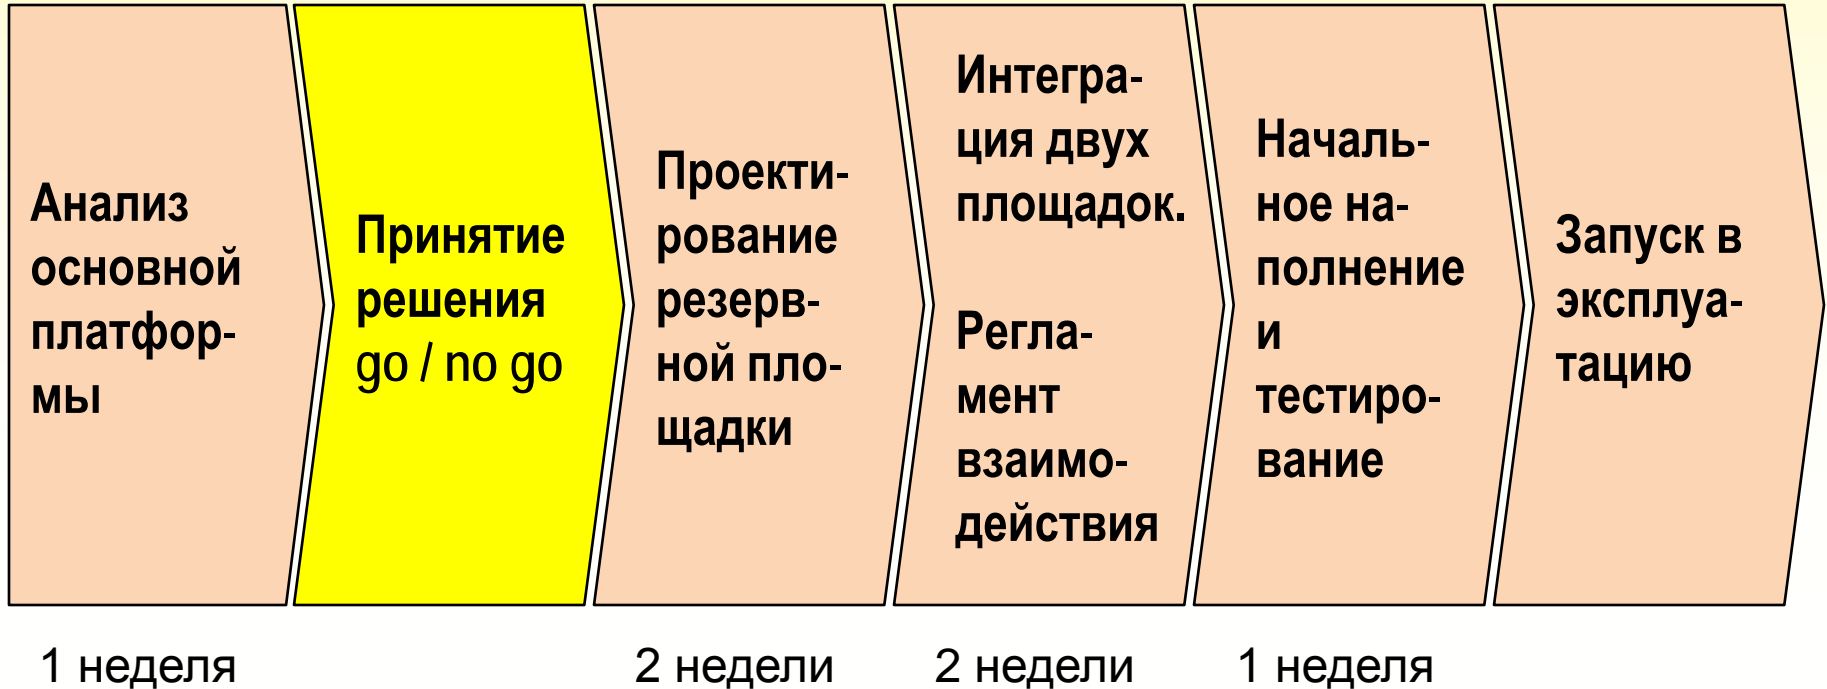 Анализ
основной
платфор-
мы
Принятие
решения
go / no go
Проекти-
рование
резерв-
ной пло-
щадки
Интегра-
ция двух
площадок.
Регла-
мент
взаимо-
действия
Началь-
ное на-
полнение
и
тестиро-
вание
Запуск в
эксплуа-
тацию
1 неделя
2 недели
2 недели
1 неделя